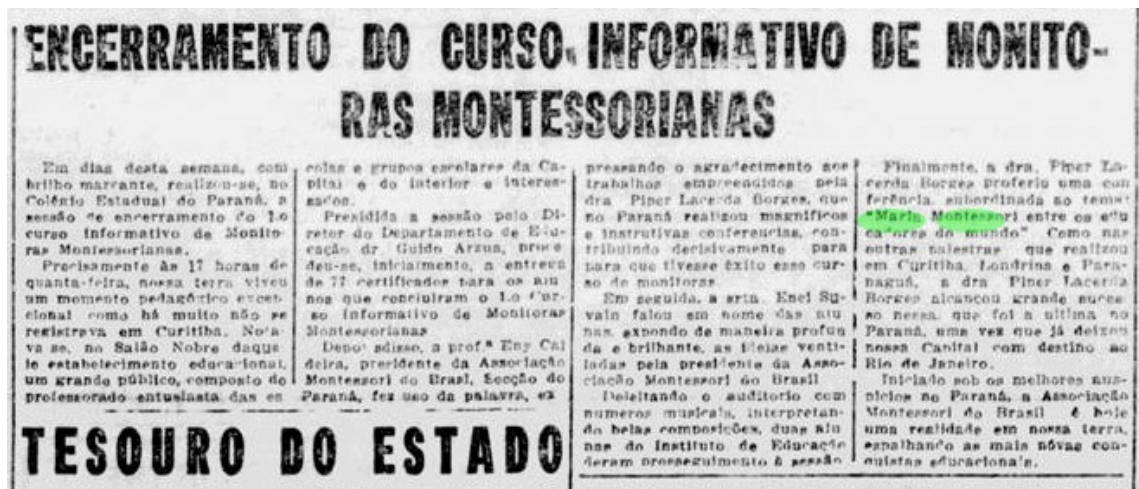 ENCERRAMENTO DO CURSO INFORMATIVO DE MONITO-
RAS MONTESSORIANAS
Em dias desta semana, com
brilho marcante, realizou-se, no
Colégio Estadual do Paraná, a
sessão de encerramento do 1.o
curso informativo de Monito-
ras Montessorianas.
Precisamente às 17 horas de
quanta-feira, nossa terra viveu
um momento pedagógico excep-
cional como há muito não se
registrava em Curitiba. Nota-
va se, no Salão Nobre daque
le estabelecimento educacional,
um grande público, composto do
professorado entusiasta das es
colas e grupos escolares da Ca-
pital e do interior e interes-
sados.
Presidida a sessão pelo Di-
retor do Departamento de Edu-
cação dr. Guido Arzua, proce
deu-se, inicialmente, a entrega
de 77 certificados para os alu
nos que concluiram o 1.o Cur-
so Informativo de Monitoras
Montessorianas
Depois disso, a prof.ª Eny Cal
deira, presidente da Associação
Montessori do Brasil, Secção do
Paraná, fez uso da palavra, ex
pressando o agradecimento aos
trabalhos empreendidos pela
dra Piper Lacerda Borges, que
no Paraná realizou magnificos
e instrutivas conferencias, con-
tribuindo decisivamente para
para que tivesse êxito esse cur-
so de monitoras
Em seguida, a srta. Enei Su-
vain falou em nome das alu
nas, expondo de maneira profun
da e brilhante, as ideias venti-
ladas pela presidente da Asso-
ciação Montessori do Brasil
Deleitando o auditorio com
numeros musicais, interpretan-
do belas composições, duas alu
nas do Instituto de Educação
deram prosseguimento à sessão
Finalmente, a dra. Piper La-
cerda Borges proferiu uma con
ferência, subordinada ao tema:
"Maria Montessori entre os edu
cadores do mundo" Como nas
outras palestras que realizou
em Curitiba, Londrina e Para-
naguá, a dra Piper Lacerda
Borges alcançou grande suces
so nessa, que foi a ultima no
Paraná, uma vez que já deixou
nossa Capital com destino ao
Rio de Janeiro.
Iniciado sob os melhores aus-
picios no Paraná, a Associação
Montessori do Brasil é hoje
uma realidade em nossa terra,
espalhando as mais nóvas con-
quistas educacionais.
TESOURO DO ESTADO